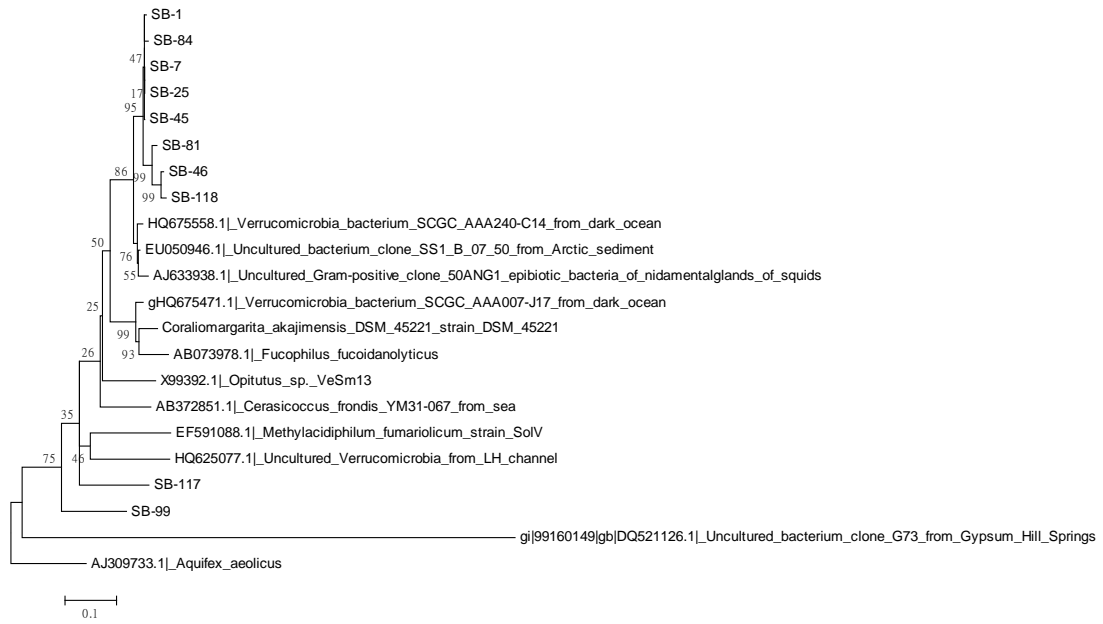 SB-1
SB-84
47
SB-7
17
SB-25
95
SB-45
SB-81
86
99
SB-46
99
SB-118
HQ675558.1|_Verrucomicrobia_bacterium_SCGC_AAA240-C14_from_dark_ocean
50
EU050946.1|_Uncultured_bacterium_clone_SS1_B_07_50_from_Arctic_sediment
76
55
AJ633938.1|_Uncultured_Gram-positive_clone_50ANG1_epibiotic_bacteria_of_nidamentalglands_of_squids
gHQ675471.1|_Verrucomicrobia_bacterium_SCGC_AAA007-J17_from_dark_ocean
25
Coraliomargarita_akajimensis_DSM_45221_strain_DSM_45221
99
93
AB073978.1|_Fucophilus_fucoidanolyticus
26
X99392.1|_Opitutus_sp._VeSm13
AB372851.1|_Cerasicoccus_frondis_YM31-067_from_sea
35
EF591088.1|_Methylacidiphilum_fumariolicum_strain_SolV
75
46
HQ625077.1|_Uncultured_Verrucomicrobia_from_LH_channel
SB-117
SB-99
gi|99160149|gb|DQ521126.1|_Uncultured_bacterium_clone_G73_from_Gypsum_Hill_Springs
AJ309733.1|_Aquifex_aeolicus
0.1